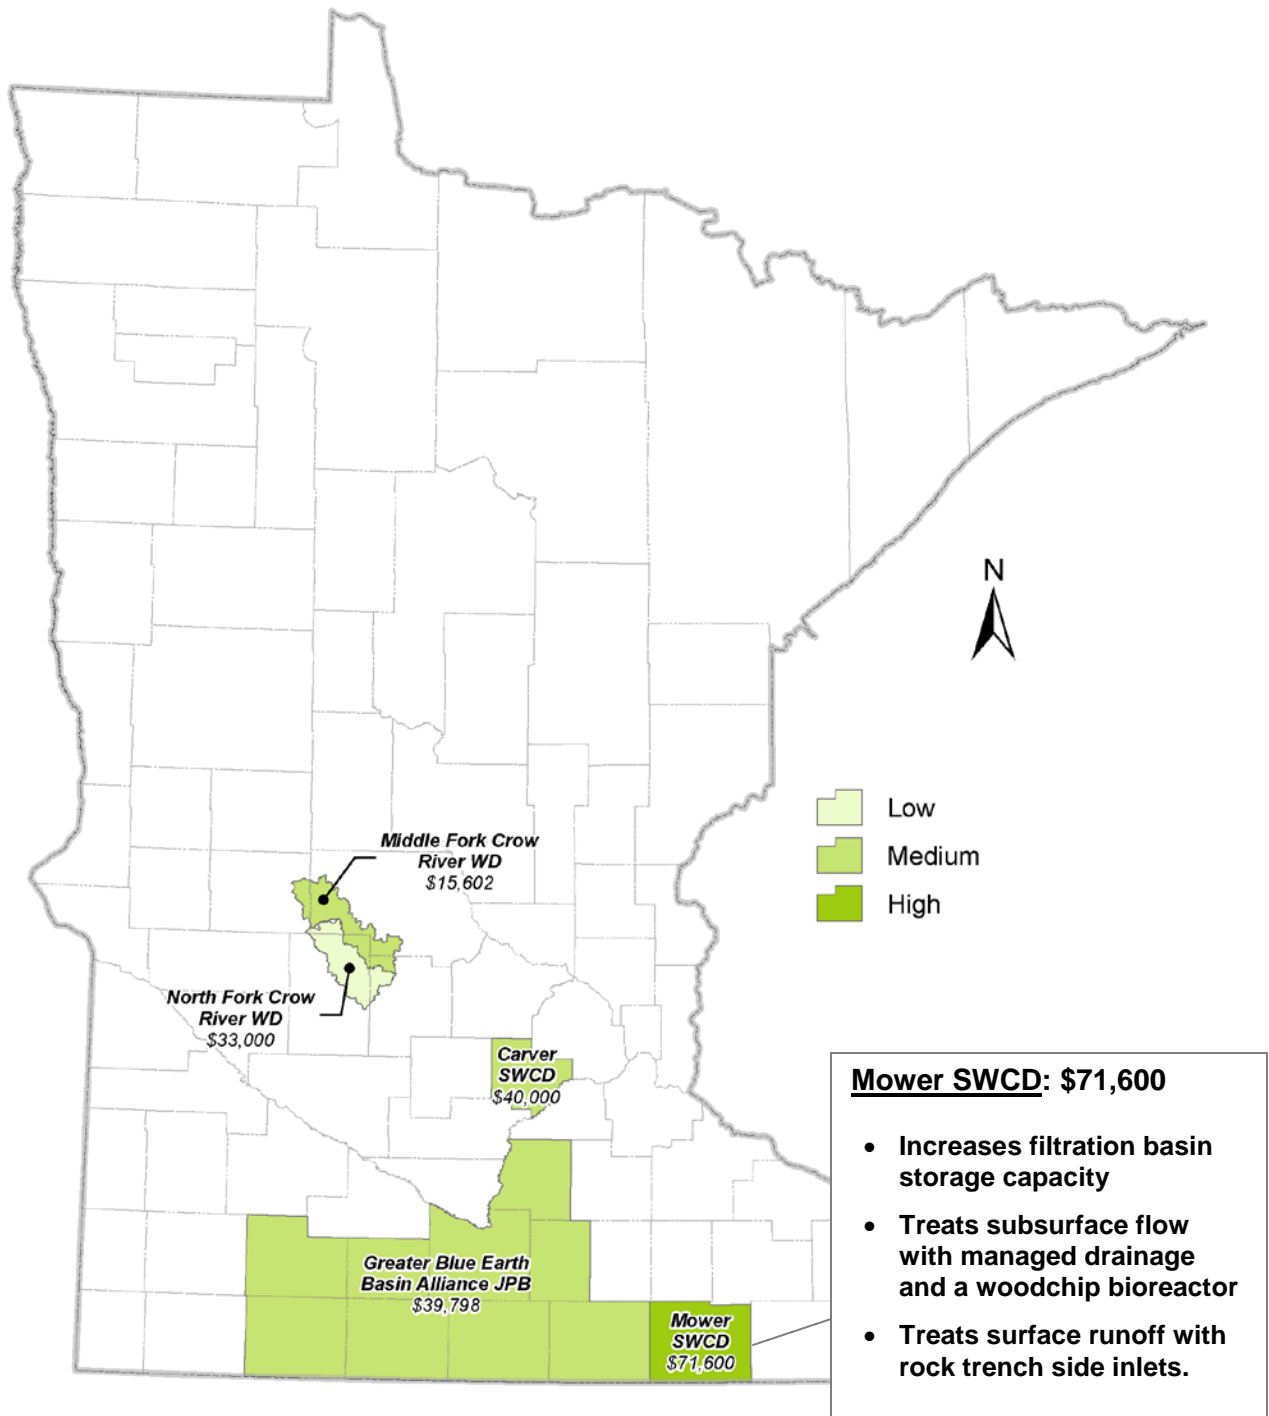 N
Low
Medium
High
Middle Fork Crow
River WD
$15,602
North Fork Crow
River WD
$33,000
Carver
SWCD
$40,000
Greater Blue Earth
Basin Alliance JPB
$39,798
Mower
SWCD
$71,600
Mower SWCD: $71,600
• Increases filtration basin
storage capacity
• Treats subsurface flow
with managed drainage
and a woodchip bioreactor
• Treats surface runoff with
rock trench side inlets.